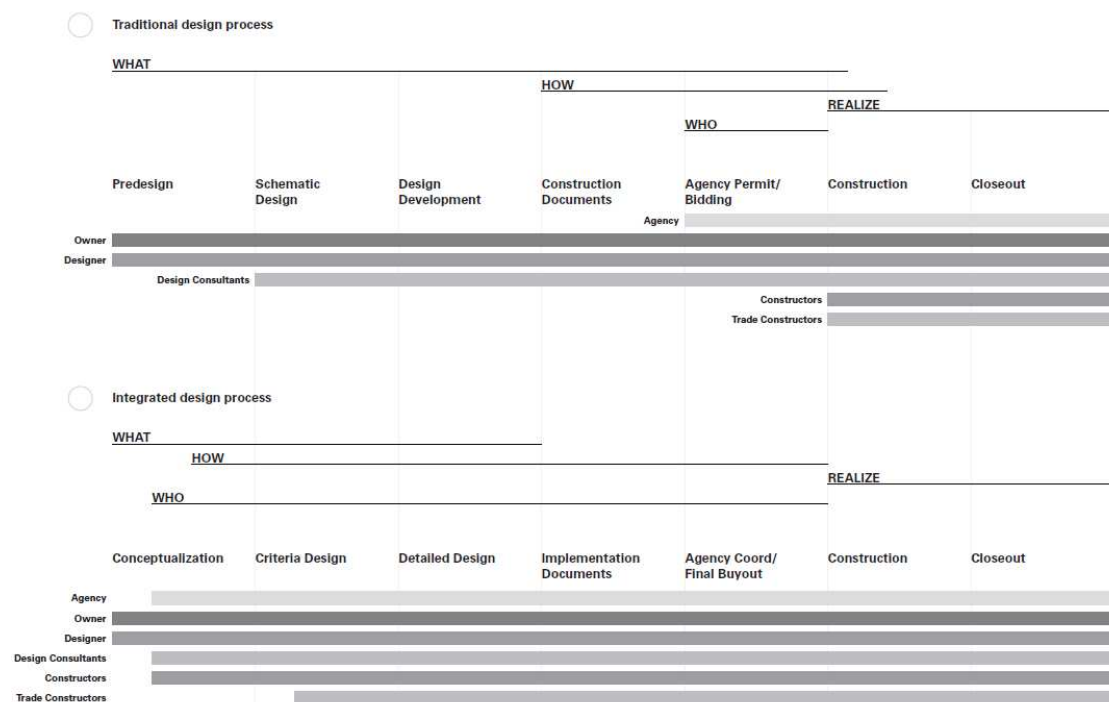 Traditional design process
WHAT
HOW
REALIZE
WHO
Predesign
Schematic
Design
Design
Development
Construction
Documents
Agency Permit/
Bidding
Construction
Closeout
Agency
Owner
Designer
Design Consultants
Constructors
Trade Constructors
Integrated design process
WHAT
HOW
REALIZE
WHO
Conceptualization
Criteria Design
Detailed Design
Implementation
Documents
Agency Coord/
Final Buyout
Construction
Closeout
Agency
Owner
Designer
Design Consultants
Constructors
Trade Constructors